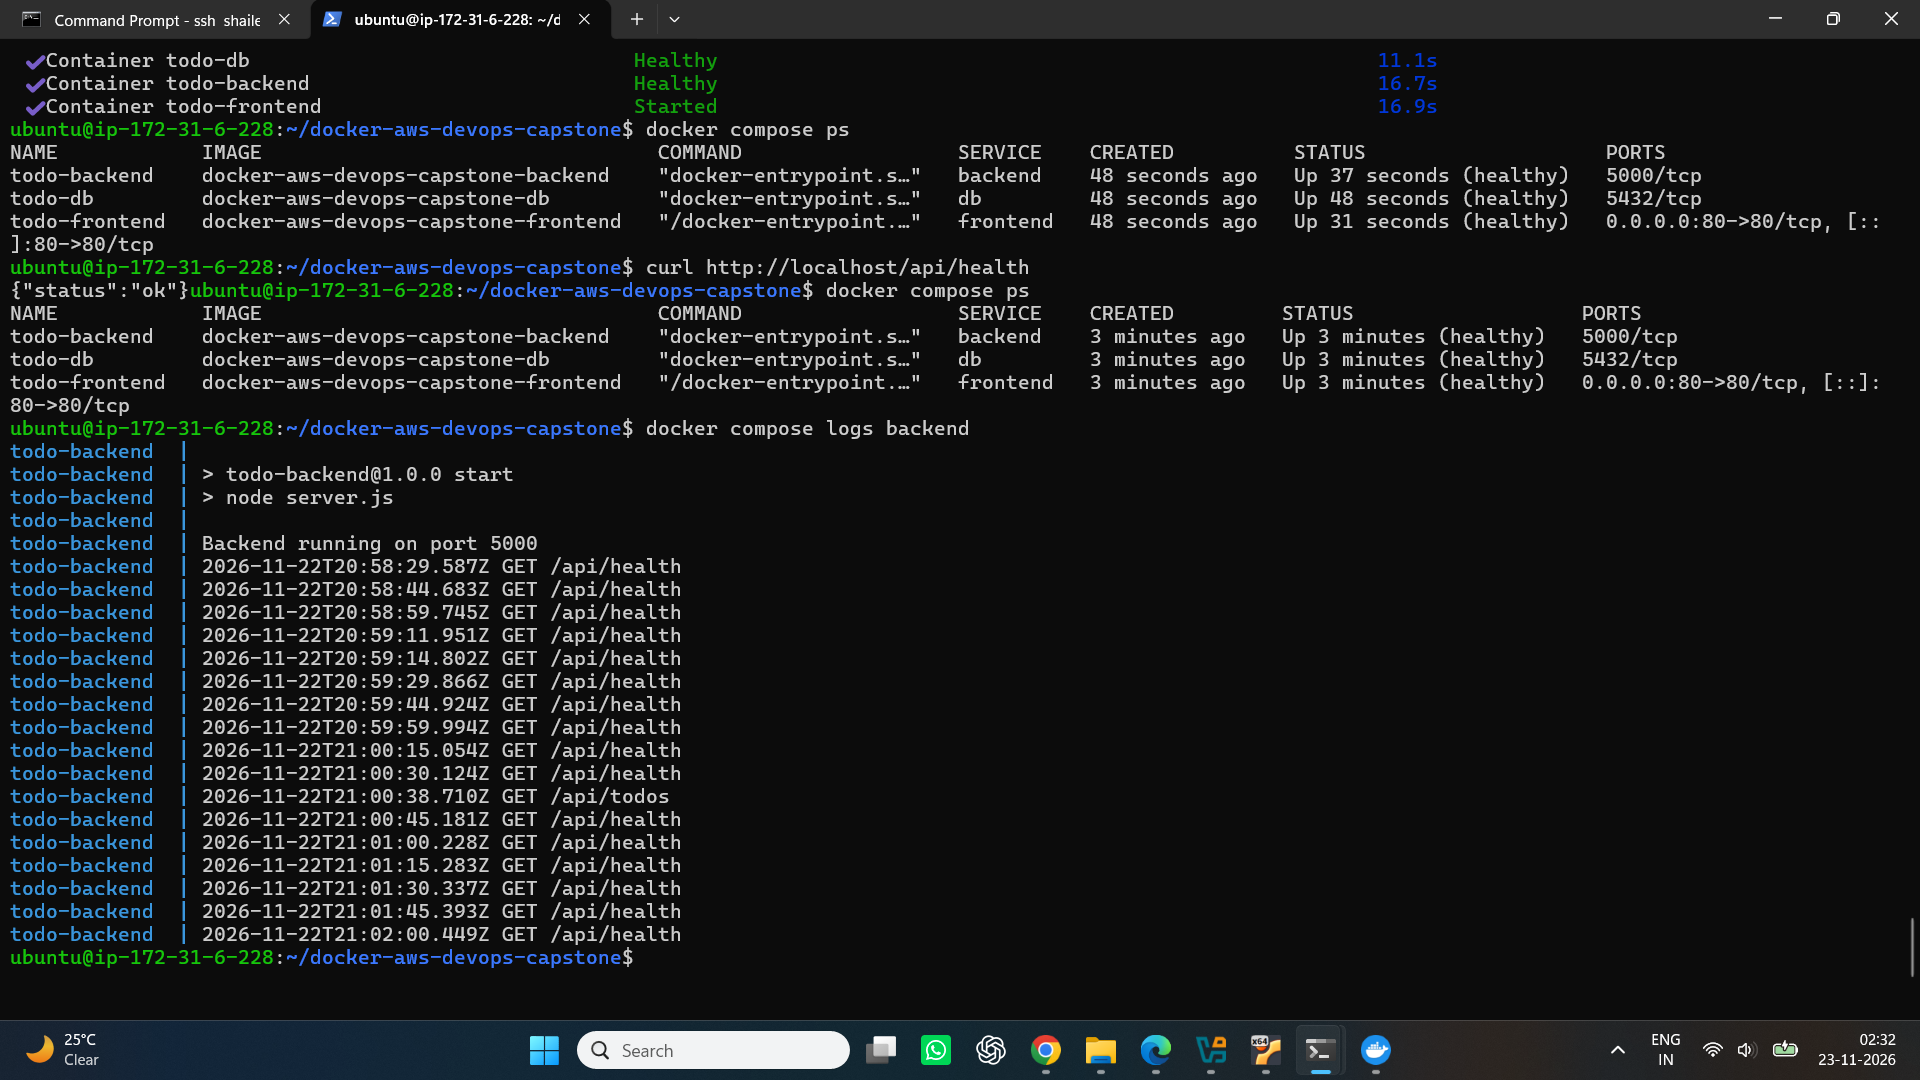 Command Prompt - ssh shaile
ubuntu@ip-172-31-6-228: ~/d
Container todo-db Healthy 11.1s
Container todo-backend Healthy 16.7s
Container todo-frontend Started 16.9s
ubuntu@ip-172-31-6-228:~/docker-aws-devops-capstone$ docker compose ps
NAME IMAGE COMMAND SERVICE CREATED STATUS PORTS
todo-backend docker-aws-devops-capstone-backend "docker-entrypoint.s…" backend 48 seconds ago Up 37 seconds (healthy) 5000/tcp
todo-db docker-aws-devops-capstone-db "docker-entrypoint.s…" db 48 seconds ago Up 48 seconds (healthy) 5432/tcp
todo-frontend docker-aws-devops-capstone-frontend "/docker-entrypoint.…" frontend 48 seconds ago Up 31 seconds (healthy) 0.0.0.0:80->80/tcp, [::
]:80->80/tcp
ubuntu@ip-172-31-6-228:~/docker-aws-devops-capstone$ curl http://localhost/api/health
{"status":"ok"}ubuntu@ip-172-31-6-228:~/docker-aws-devops-capstone$ docker compose ps
NAME IMAGE COMMAND SERVICE CREATED STATUS PORTS
todo-backend docker-aws-devops-capstone-backend "docker-entrypoint.s…" backend 3 minutes ago Up 3 minutes (healthy) 5000/tcp
todo-db docker-aws-devops-capstone-db "docker-entrypoint.s…" db 3 minutes ago Up 3 minutes (healthy) 5432/tcp
todo-frontend docker-aws-devops-capstone-frontend "/docker-entrypoint.…" frontend 3 minutes ago Up 3 minutes (healthy) 0.0.0.0:80->80/tcp, [::]:
80->80/tcp
ubuntu@ip-172-31-6-228:~/docker-aws-devops-capstone$ docker compose logs backend
todo-backend |
todo-backend | > todo-backend@1.0.0 start
todo-backend | > node server.js
todo-backend |
todo-backend | Backend running on port 5000
todo-backend | 2026-11-22T20:58:29.587Z GET /api/health
todo-backend | 2026-11-22T20:58:44.683Z GET /api/health
todo-backend | 2026-11-22T20:58:59.745Z GET /api/health
todo-backend | 2026-11-22T20:59:11.951Z GET /api/health
todo-backend | 2026-11-22T20:59:14.802Z GET /api/health
todo-backend | 2026-11-22T20:59:29.866Z GET /api/health
todo-backend | 2026-11-22T20:59:44.924Z GET /api/health
todo-backend | 2026-11-22T20:59:59.994Z GET /api/health
todo-backend | 2026-11-22T21:00:15.054Z GET /api/health
todo-backend | 2026-11-22T21:00:30.124Z GET /api/health
todo-backend | 2026-11-22T21:00:38.710Z GET /api/todos
todo-backend | 2026-11-22T21:00:45.181Z GET /api/health
todo-backend | 2026-11-22T21:01:00.228Z GET /api/health
todo-backend | 2026-11-22T21:01:15.283Z GET /api/health
todo-backend | 2026-11-22T21:01:30.337Z GET /api/health
todo-backend | 2026-11-22T21:01:45.393Z GET /api/health
todo-backend | 2026-11-22T21:02:00.449Z GET /api/health
ubuntu@ip-172-31-6-228:~/docker-aws-devops-capstone$
25°C
Clear
Search
x64
ENG
IN
02:32
23-11-2026